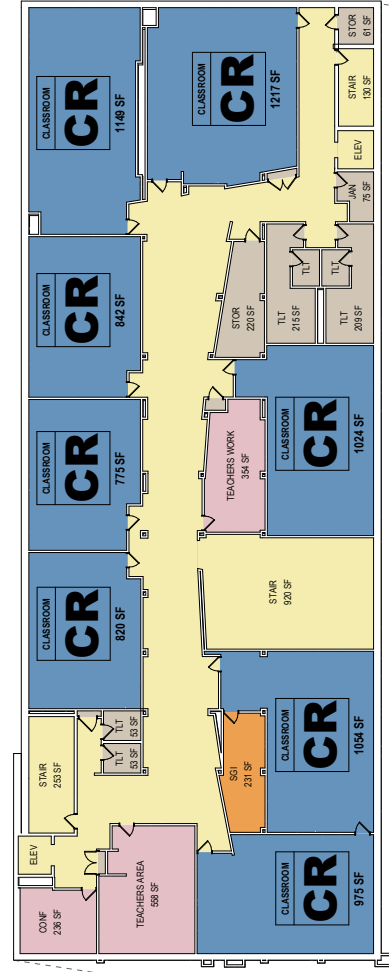 CLASSROOM
CR
1149 SF
CLASSROOM
CR
1217 SF
STOR
61 SF
STAIR
130 SF
ELEV
JAN
75 SF
CLASSROOM
CR
842 SF
STOR
220 SF
TLT
215 SF
TLT
TLT
TLT
209 SF
CLASSROOM
CR
775 SF
TEACHERS WORK
354 SF
CLASSROOM
CR
1024 SF
CLASSROOM
CR
820 SF
STAIR
920 SF
STAIR
253 SF
TLT
53 SF
TLT
53 SF
SGI
231 SF
CLASSROOM
CR
1054 SF
ELEV
CONF
236 SF
TEACHERS AREA
558 SF
CLASSROOM
CR
975 SF